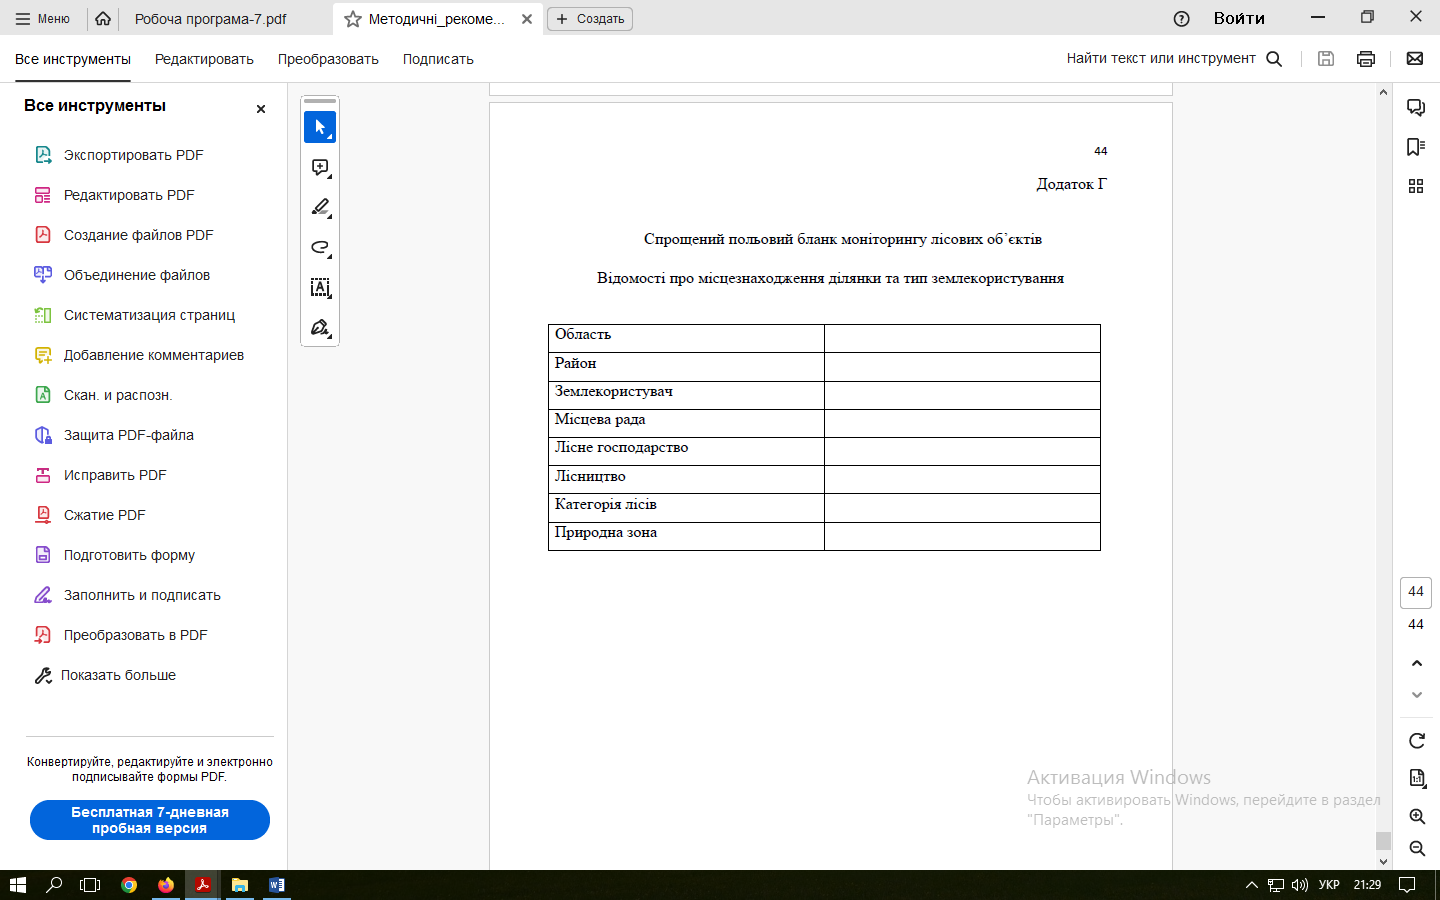 Меню
Робоча програма-7.pdf
Методичні_рекоме...
Создать
Войти
Все инструменты
Редактировать
Преобразовать
Подписать
Найти текст или инструмент
Все инструменты
Экспортировать PDF
Редактировать PDF
Создание файлов PDF
Объединение файлов
Систематизация страниц
Добавление комментариев
Скан. и распозн.
Защита PDF-файла
Исправить PDF
Сжатие PDF
Подготовить форму
Заполнить и подписать
Преобразовать в PDF
Показать больше
Конвертируйте, редактируйте и электронно
подписывайте формы PDF.
Бесплатная 7-дневная
пробная версия
44
Додаток Г
Спрощений польовий бланк моніторингу лісових об’єктів
Відомості про місцезнаходження ділянки та тип землекористування
Область
Район
Землекористувач
Місцева рада
Лісне господарство
Лісництво
Категорія лісів
Природна зона
Активация Windows
Чтобы активировать Windows, перейдите в раздел
"Параметры".
44
44
1:1
УКР
21:29